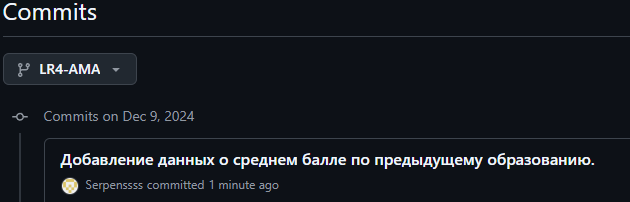 Commits
LR4-AMA
Commits on Dec 9, 2024
Добавление данных о среднем балле по предыдущему образованию.
Serpenssss committed 1 minute ago